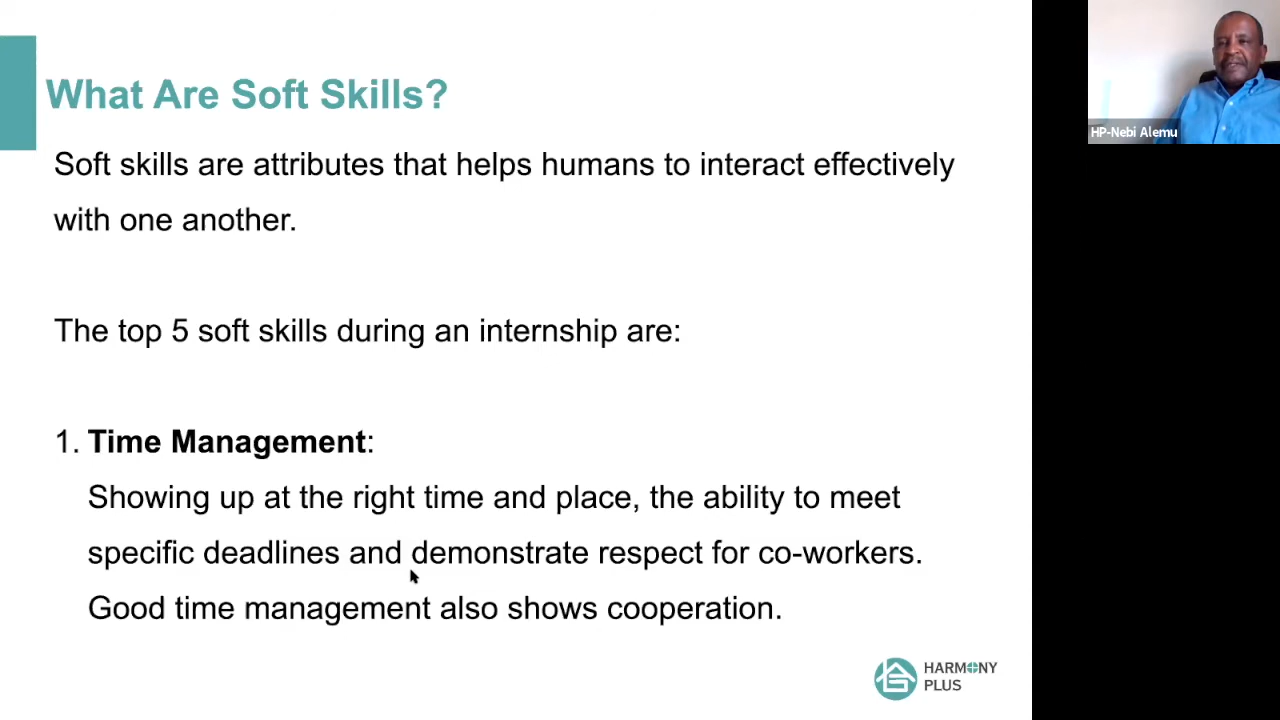 What Are Soft Skills?
Soft skills are attributes that helps humans to interact effectively
with one another.
The top 5 soft skills during an internship are:
1. Time Management:
Showing up at the right time and place, the ability to meet
specific deadlines and demonstrate respect for co-workers.
Good time management also shows cooperation.
HARMONY
PLUS
HP-Nebi Alemu